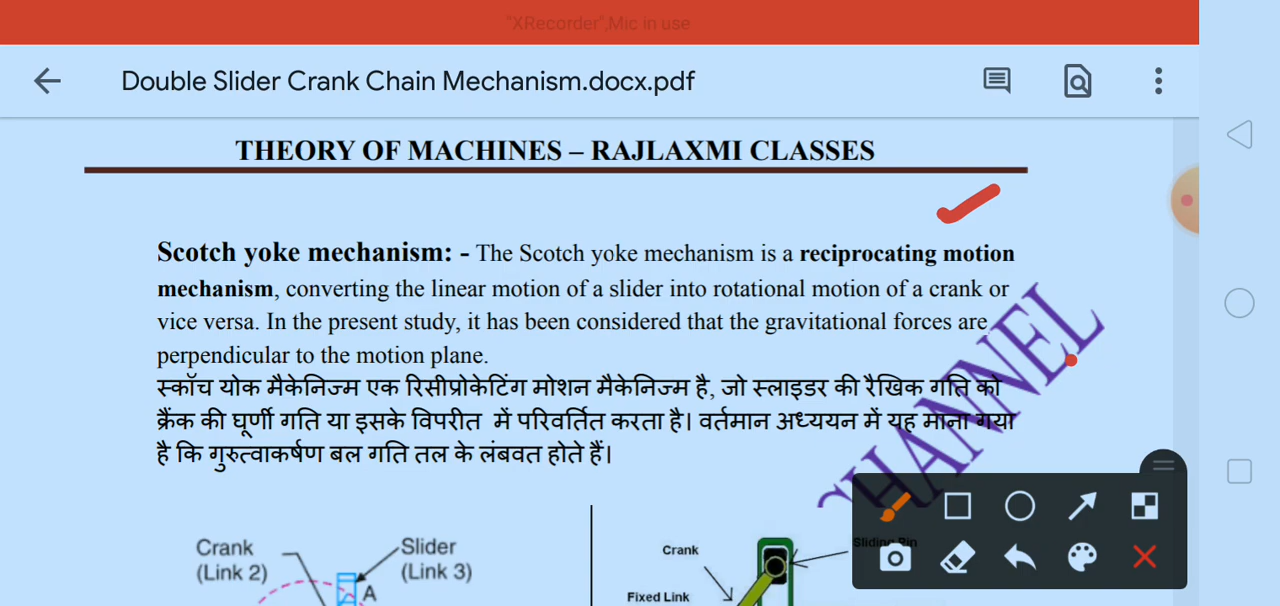 "XRecorder",Mic in use
Double Slider Crank Chain Mechanism.docx.pdf
THEORY OF MACHINES – RAJLAXMI CLASSES
Scotch yoke mechanism: - The Scotch yoke mechanism is a reciprocating motion
mechanism, converting the linear motion of a slider into rotational motion of a crank or
vice versa. In the present study, it has been considered that the gravitational forces are
perpendicular to the motion plane.
स्कॉच योक मैकेनिज्म एक रिसीप्रोकेटिंग मोशन मैकेनिज्म है, जो स्लाइडर की रैखिक गति को
क्रैंक की घूर्णी गति या इसके विपरीत में परिवर्तित करता है। वर्तमान अध्ययन में यह माना गया
है कि गुरुत्वाकर्षण बल गति तल के लंबवत होते हैं।
HANNEL
Crank
(Link 2)
Slider
(Link 3)
A
Crank
Sliding Pin
Fixed Link